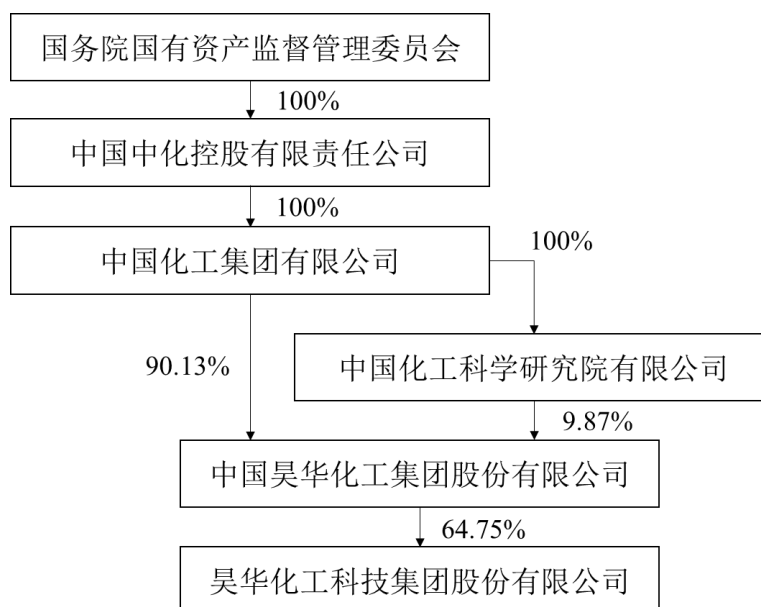 国务院国有资产监督管理委员会
100%
中国中化控股有限责任公司
100%
中国化工集团有限公司
100%
90.13%
中国化工科学研究院有限公司
9.87%
中国昊华化工集团股份有限公司
64.75%
昊华化工科技集团股份有限公司